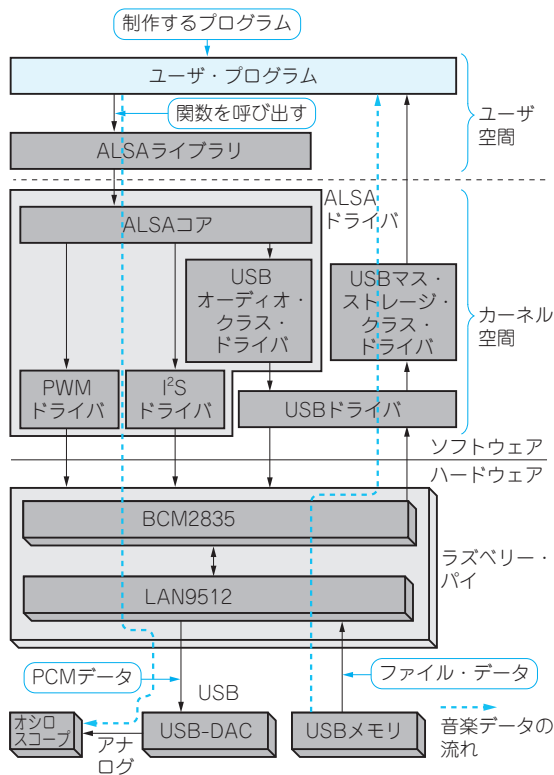 制作するプログラム
ユーザ・プログラム
関数を呼び出す
ユーザ
空間
ALSAライブラリ
ALSA
ドライバ
ALSAコア
USB
オーディオ・
クラス・
ドライバ
USBマス・
ストレージ・
クラス・
ドライバ
カーネル
空間
PWM
ドライバ
I²S
ドライバ
USBドライバ
ソフトウェア
ハードウェア
BCM2835
LAN9512
ラズベリー・
パイ
PCMデータ
USB
ファイル・データ
オシロ
スコープ
アナ
ログ
USB-DAC
USBメモリ
音楽データの
流れ